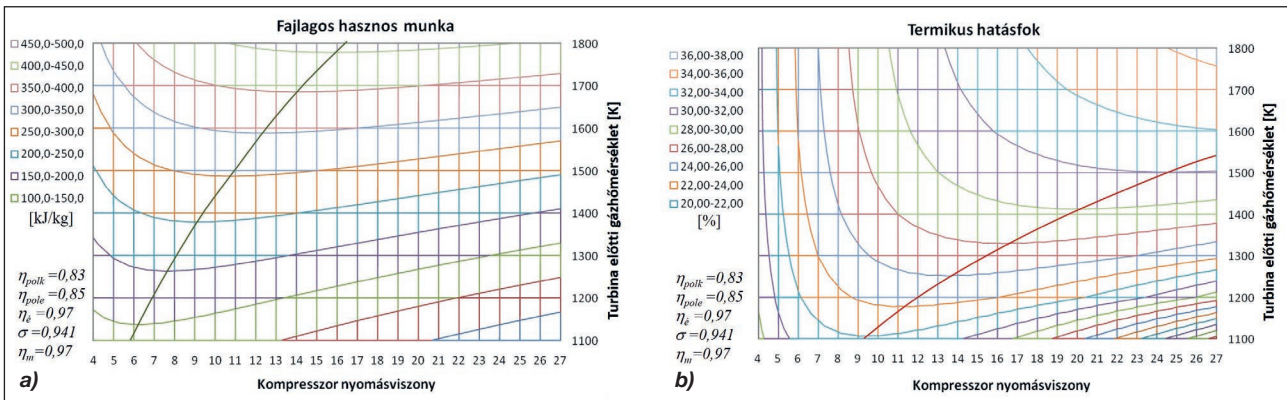 Fajlagos hasznos munka
450,0-500,0
400,0-450,0
350,0-400,0
300,0-350,0
250,0-300,0
200,0-250,0
150,0-200,0
100,0-150,0
[kJ/kg]
η_polk =0,83
η_pole =0,85
η_é =0,97
σ =0,941
η_m =0,97
1800
1700
1600
1500
1400
1300
1200
1100
Turbina előtti gázhőmérséklet [K]
4 5 6 7 8 9 10 11 12 13 14 15 16 17 18 19 20 21 22 23 24 25 26 27
Kompresszor nyomásviszony
a)
Termikus hatásfok
36,00-38,00
34,00-36,00
32,00-34,00
30,00-32,00
28,00-30,00
26,00-28,00
24,00-26,00
22,00-24,00
20,00-22,00
[%]
η_polk =0,83
η_pole =0,85
η_é =0,97
σ =0,941
η_m =0,97
1800
1700
1600
1500
1400
1300
1200
1100
Turbina előtti gázhőmérséklet [K]
4 5 6 7 8 9 10 11 12 13 14 15 16 17 18 19 20 21 22 23 24 25 26 27
Kompresszor nyomásviszony
b)